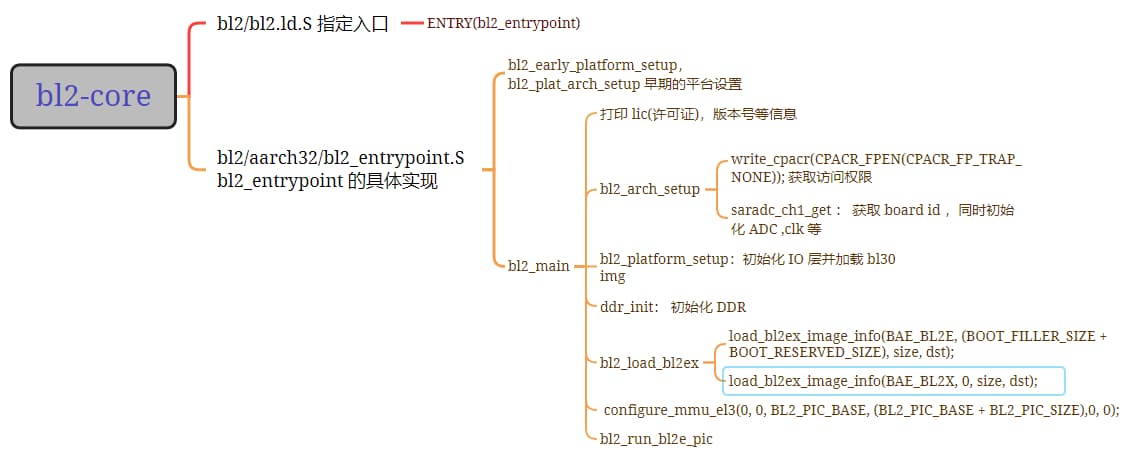 bl2-core
bl2/bl2.ld.S 指定入口
ENTRY(bl2_entrypoint)
bl2/aarch32/bl2_entrypoint.S
bl2_entrypoint 的具体实现
bl2_early_platform_setup，
bl2_plat_arch_setup 早期的平台设置
bl2_main
打印 lic(许可证)，版本号等信息
bl2_arch_setup
write_cpacr(CPACR_FPEN(CPACR_FP_TRAP_
NONE)); 获取访问权限
saradc_ch1_get： 获取 board id ，同时初始
化 ADC ,clk 等
bl2_platform_setup：初始化 IO 层并加载 bl30
img
ddr_init： 初始化 DDR
bl2_load_bl2ex
load_bl2ex_image_info(BAE_BL2E, (BOOT_FILLER_SIZE +
BOOT_RESERVED_SIZE), size, dst);
load_bl2ex_image_info(BAE_BL2X, 0, size, dst);
configure_mmu_el3(0, 0, BL2_PIC_BASE, (BL2_PIC_BASE + BL2_PIC_SIZE),0, 0);
bl2_run_bl2e_pic